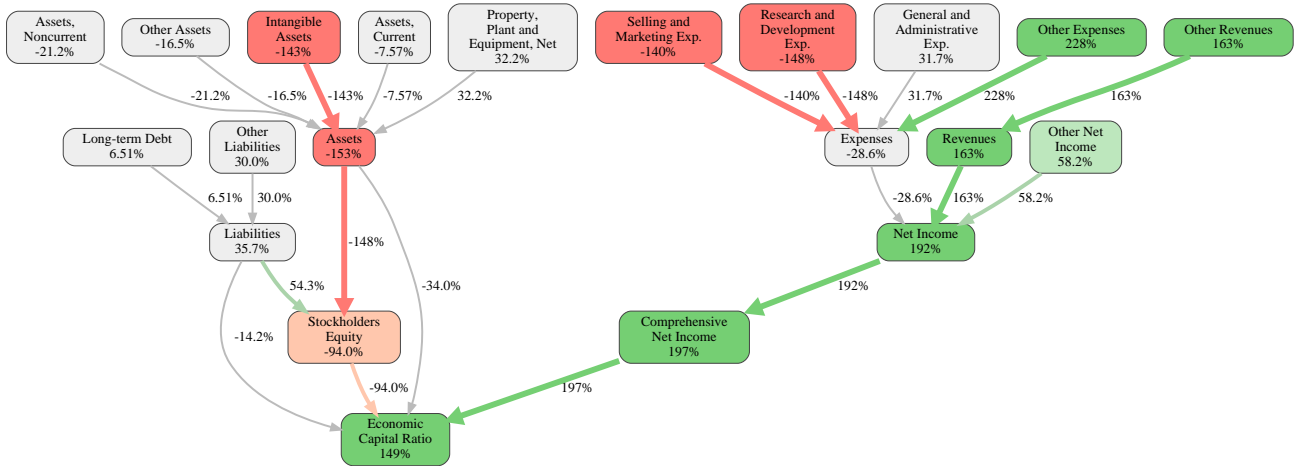 Assets,
Noncurrent
-21.2%
Other Assets
-16.5%
Intangible
Assets
-143%
Assets,
Current
-7.57%
Property,
Plant and
Equipment, Net
32.2%
Selling and
Marketing Exp.
-140%
Research and
Development
Exp.
-148%
General and
Administrative
Exp.
31.7%
Other Expenses
228%
Other Revenues
163%
-21.2%
-16.5%
-143%
-7.57%
32.2%
-140%
-148%
31.7%
228%
163%
Long-term Debt
6.51%
Other
Liabilities
30.0%
Assets
-153%
Expenses
-28.6%
Revenues
163%
Other Net
Income
58.2%
6.51%
30.0%
-28.6%
163%
58.2%
Liabilities
35.7%
-148%
Net Income
192%
54.3%
-34.0%
192%
-14.2%
Stockholders
Equity
-94.0%
Comprehensive
Net Income
197%
-94.0%
197%
Economic
Capital Ratio
149%